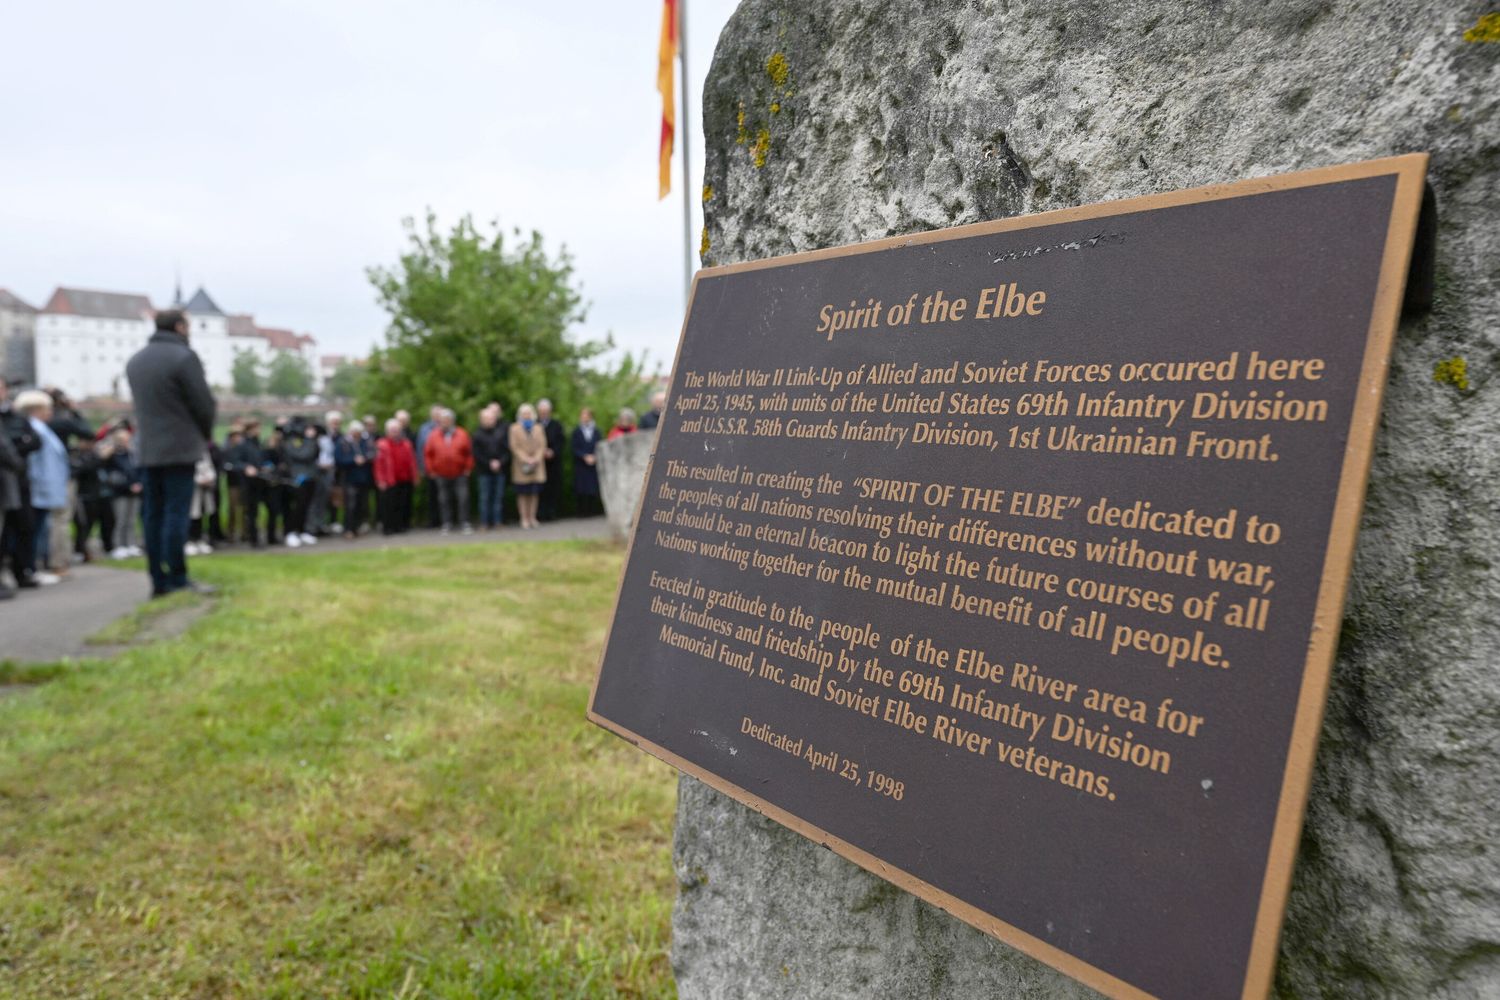 Spirit of the Elbe
The World War II Link-Up of Allied and Soviet Forces occured here
April 25, 1945, with units of the United States 69th Infantry Division
and U.S.S.R. 58th Guards Infantry Division, 1st Ukrainian Front.
This resulted in creating the “SPIRIT OF THE ELBE” dedicated to
the peoples of all nations resolving their differences without war,
and should be an eternal beacon to light the future courses of all
Nations working together for the mutual benefit of all people.
Erected in gratitude to the people of the Elbe River area for
their kindness and friedship by the 69th Infantry Division
Memorial Fund, Inc. and Soviet Elbe River veterans.
Dedicated April 25, 1998